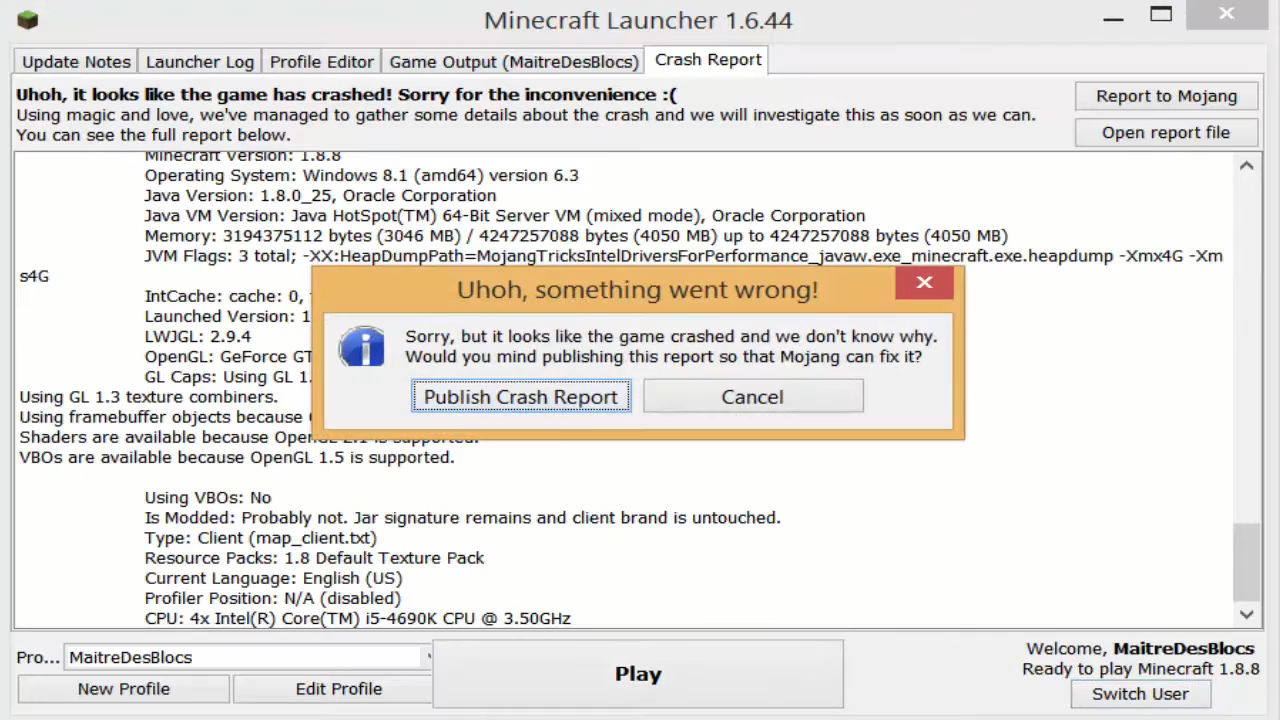 Minecraft Launcher 1.6.44
Update Notes
Launcher Log
Profile Editor
Game Output (MaitreDesBlocs)
Crash Report
Uhoh, it looks like the game has crashed! Sorry for the inconvenience :(
Using magic and love, we've managed to gather some details about the crash and we will investigate this as soon as we can.
You can see the full report below.
Report to Mojang
Open report file
Minecraft Version: 1.8.8
Operating System: Windows 8.1 (amd64) version 6.3
Java Version: 1.8.0_25, Oracle Corporation
Java VM Version: Java HotSpot(TM) 64-Bit Server VM (mixed mode), Oracle Corporation
Memory: 3194375112 bytes (3046 MB) / 4247257088 bytes (4050 MB) up to 4247257088 bytes (4050 MB)
JVM Flags: 3 total; -XX:HeapDumpPath=MojangTricksIntelDriversForPerformance_javaw.exe_minecraft.exe.heapdump -Xmx4G -Xm
s4G
IntCache: cache: 0,
Launched Version: 1
LWJGL: 2.9.4
OpenGL: GeForce GT
GL Caps: Using GL 1.
Using GL 1.3 texture combiners.
Using framebuffer objects because
Shaders are available because OpenGL 2.1 is supported.
VBOs are available because OpenGL 1.5 is supported.
Using VBOs: No
Is Modded: Probably not. Jar signature remains and client brand is untouched.
Type: Client (map_client.txt)
Resource Packs: 1.8 Default Texture Pack
Current Language: English (US)
Profiler Position: N/A (disabled)
CPU: 4x Intel(R) Core(TM) i5-4690K CPU @ 3.50GHz
Uhoh, something went wrong!
Sorry, but it looks like the game crashed and we don't know why.
Would you mind publishing this report so that Mojang can fix it?
Publish Crash Report
Cancel
Pro... MaitreDesBlocs
New Profile
Edit Profile
Play
Welcome, MaitreDesBlocs
Ready to play Minecraft 1.8.8
Switch User